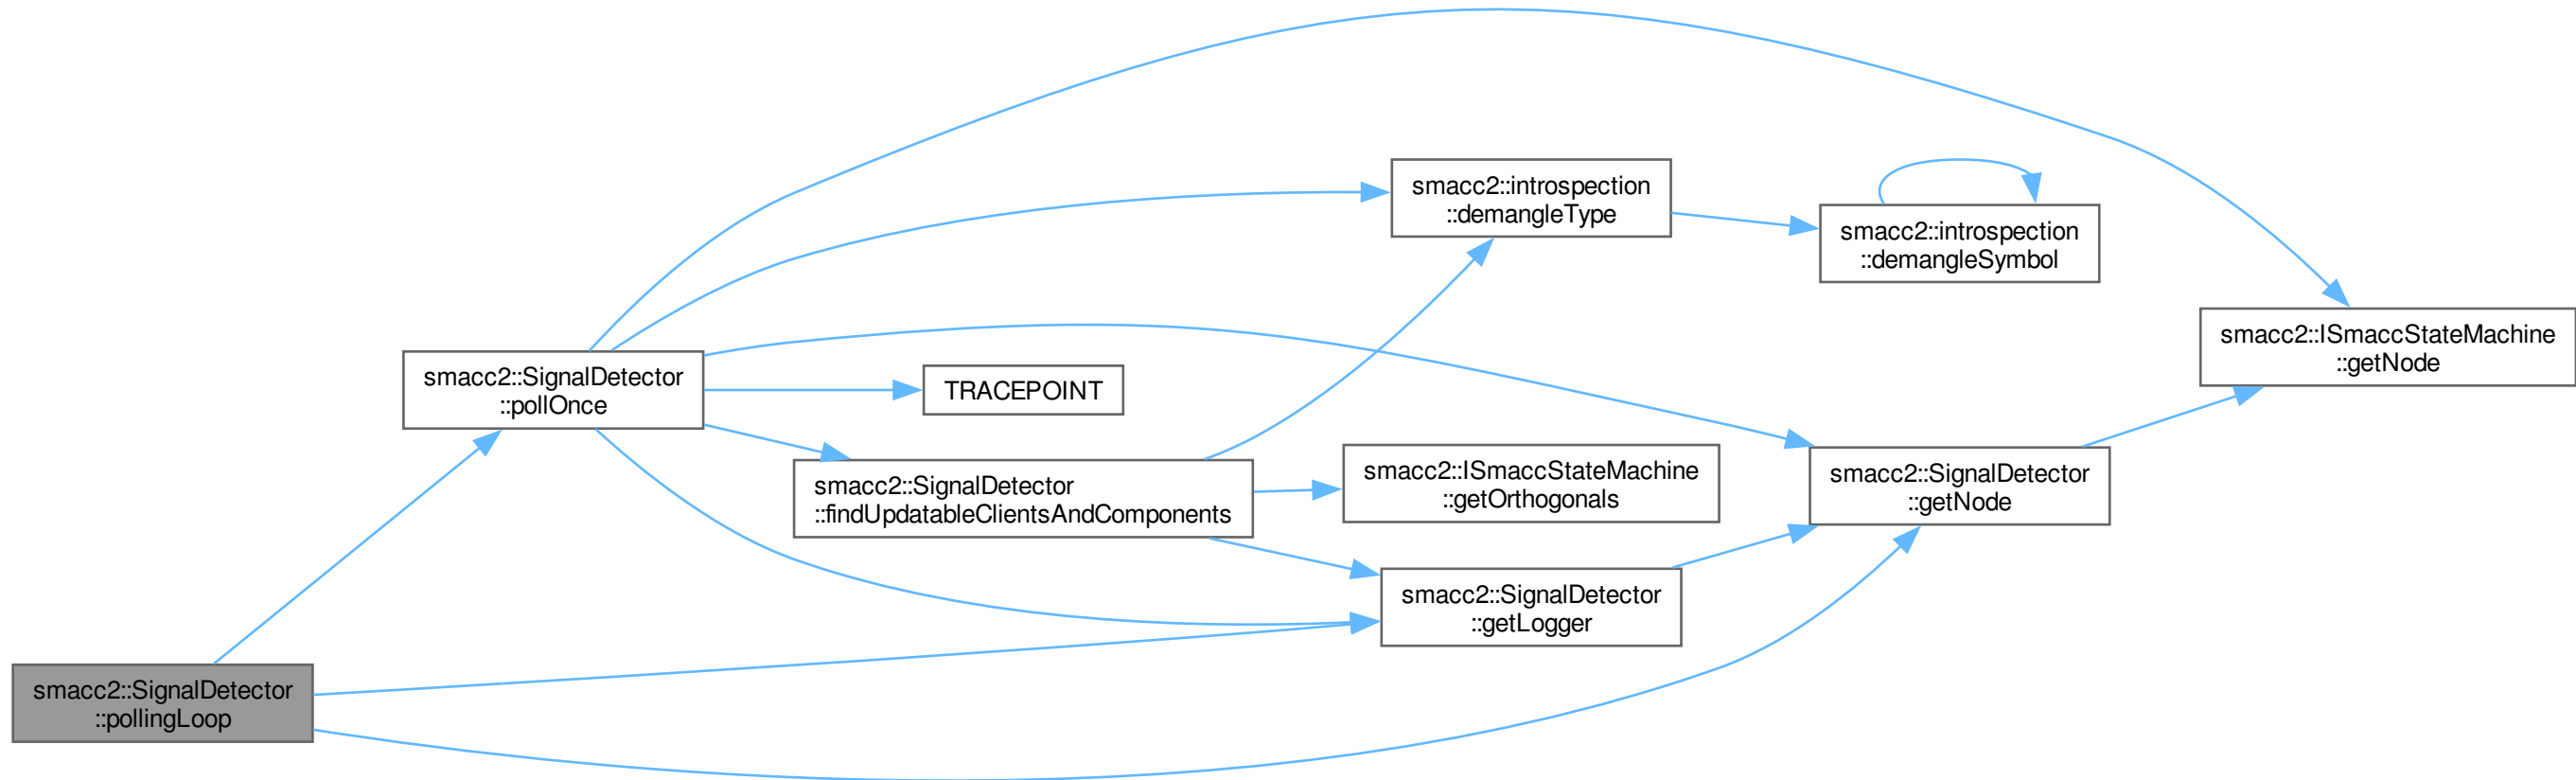 smacc2::SignalDetector
::pollingLoop
smacc2::SignalDetector
::pollOnce
TRACEPOINT
smacc2::SignalDetector
::findUpdatableClientsAndComponents
smacc2::introspection
::demangleType
smacc2::ISmaccStateMachine
::getOrthogonals
smacc2::SignalDetector
::getLogger
smacc2::introspection
::demangleSymbol
smacc2::SignalDetector
::getNode
smacc2::ISmaccStateMachine
::getNode